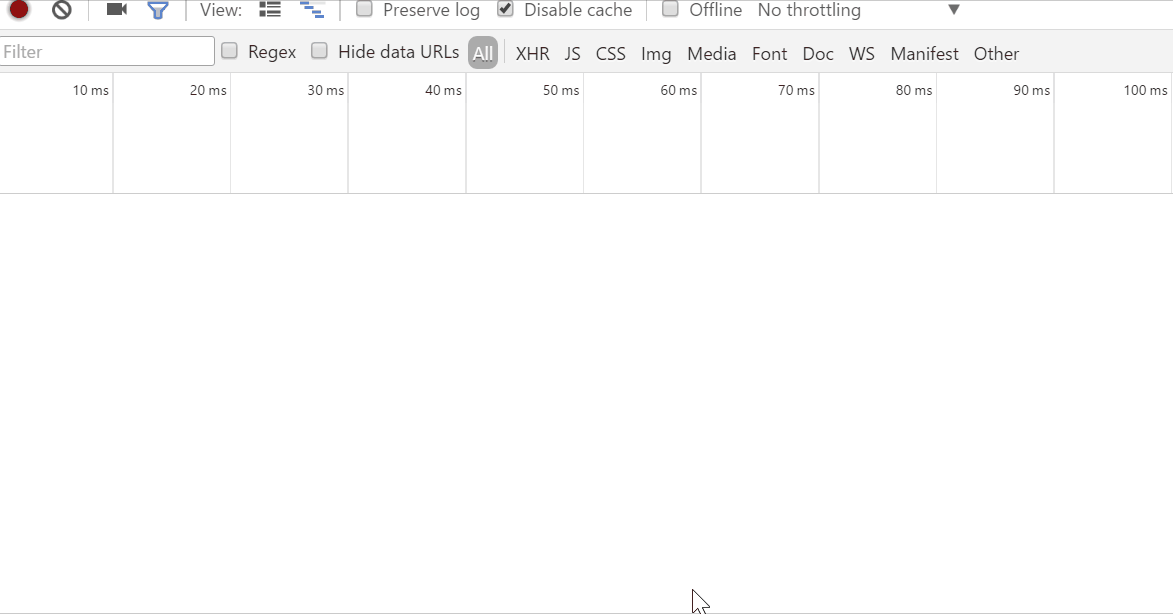 View: Preserve log Disable cache Offline No throttling
Filter Regex Hide data URLs All XHR JS CSS Img Media Font Doc WS Manifest Other
10 ms 20 ms 30 ms 40 ms 50 ms 60 ms 70 ms 80 ms 90 ms 100 ms